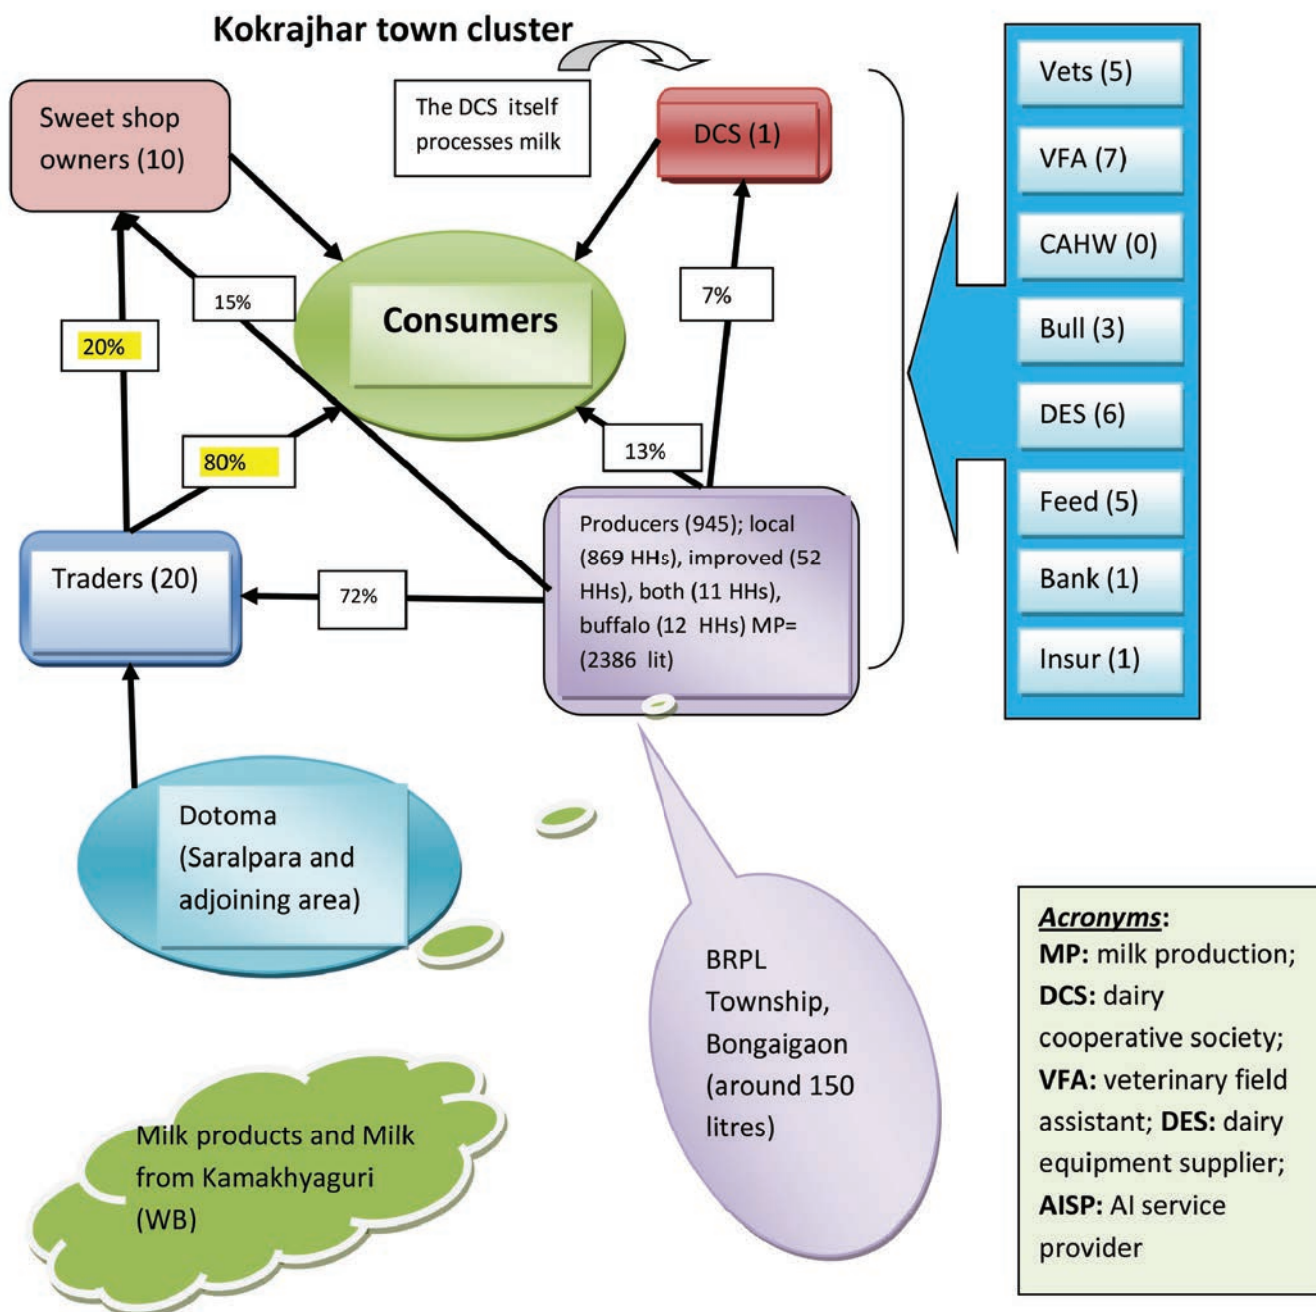 Kokrajhar town cluster
Sweet shop
owners (10)
The DCS itself
processes milk
DCS (1)
Vets (5)
VFA (7)
CAHW (0)
Bull (3)
DES (6)
Feed (5)
Bank (1)
Insur (1)
15%
7%
Consumers
20%
80%
13%
Traders (20)
72%
Producers (945); local
(869 HHs), improved (52
HHs), both (11 HHs),
buffalo (12 HHs) MP=
(2386 lit)
Dotoma
(Saralpara and
adjoining area)
BRPL
Township,
Bongaigaon
(around 150
litres)
Milk products and Milk
from Kamakhyaguri
(WB)
Acronyms:
MP: milk production;
DCS: dairy
cooperative society;
VFA: veterinary field
assistant; DES: dairy
equipment supplier;
AISP: AI service
provider